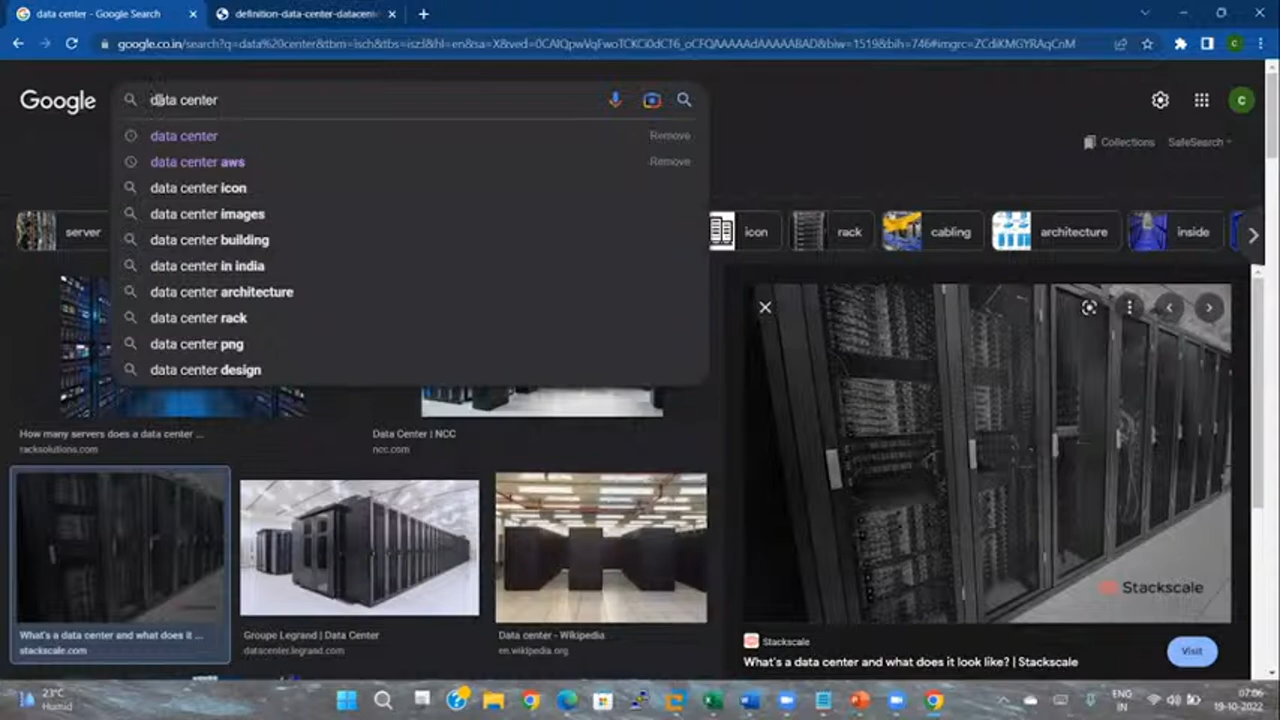 data center - Google Search
definition-data-center-datacente
google.co.in/search?q=data%20center&tbm=isch&tbs=isz:l&hl=en&sa=X&ved=0CAIQpwVqFwoTCKCi0dCT6_oCFQAAAAAdAAAAABAD&biw=1519&bih=746#imgrc=ZCdiKMGYRAqCnM
Google
data center
data center Remove
data center aws Remove
data center icon
data center images
data center building
data center in india
data center architecture
data center rack
data center png
data center design
C
Collections SafeSearch
server
icon
rack
cabling
architecture
inside
How many servers does a data center ...
racksolutions.com
Data Center | NCC
ncc.com
What's a data center and what does it ...
stackscale.com
Groupe Legrand | Data Center
datacenter.legrand.com
Data center - Wikipedia
en.wikipedia.org
Stackscale
Stackscale
What's a data center and what does it look like? | Stackscale
Visit
23°C
Humid
ENG
IN
07:06
19-10-2022